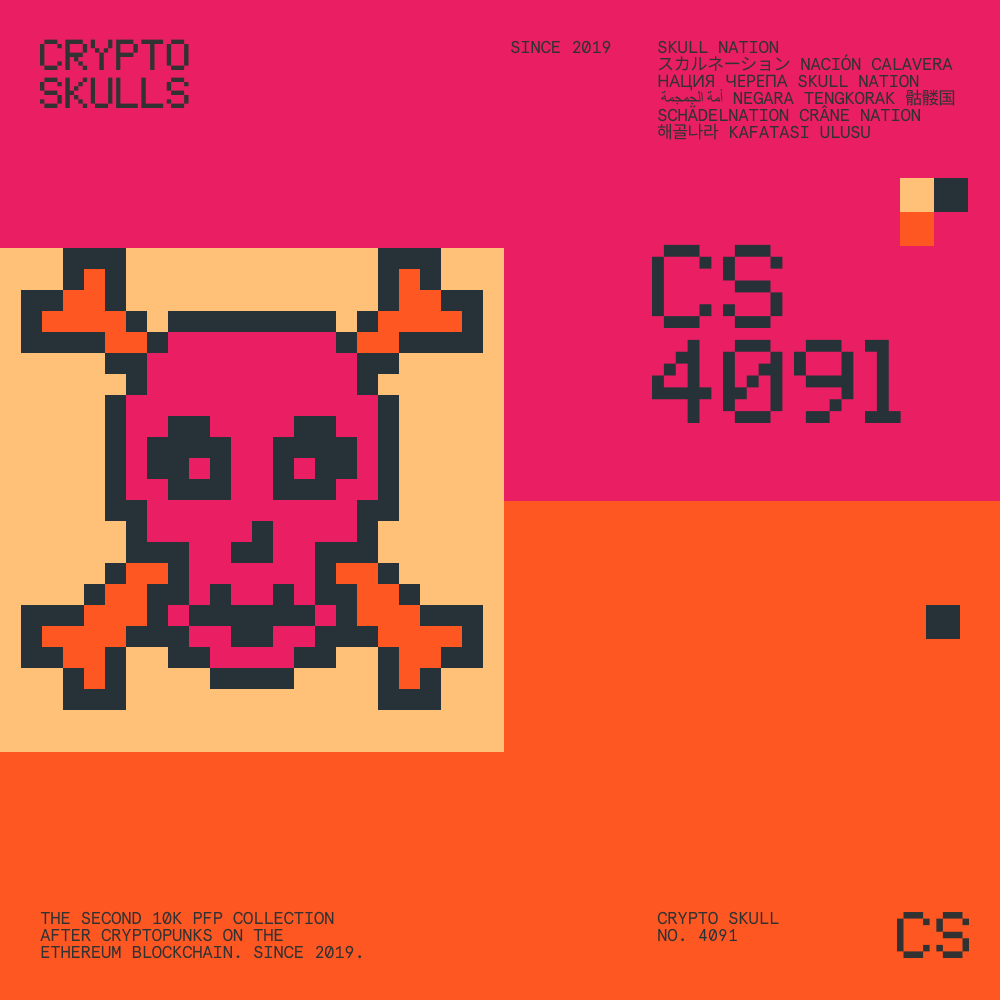 CRYPTO
SKULLS
SINCE 2019
SKULL NATION
スカルネーション NACIÓN CALAVERA
НАЦИЯ ЧЕРЕПА SKULL NATION
أمة الجمجمة NEGARA TENGKORAK 骷髅国
SCHÄDELNATION CRÂNE NATION
해골나라 KAFATASI ULUSU
CS
4091
THE SECOND 10K PFP COLLECTION
AFTER CRYPTOPUNKS ON THE
ETHEREUM BLOCKCHAIN. SINCE 2019.
CRYPTO SKULL
NO. 4091
CS